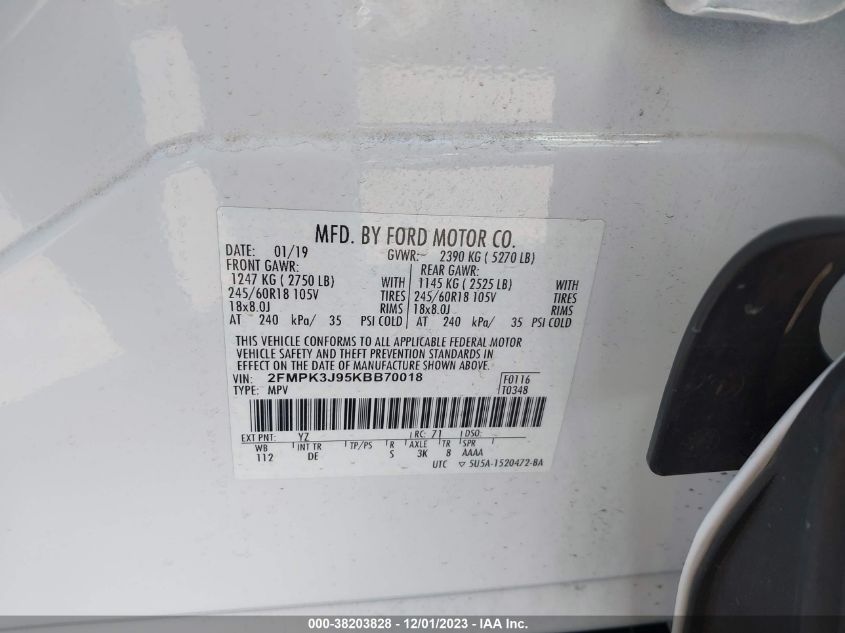 MFD. BY FORD MOTOR CO.
DATE: 01/19 GVWR: 2390 KG ( 5270 LB)
FRONT GAWR: REAR GAWR:
1247 KG ( 2750 LB) WITH 1145 KG ( 2525 LB) WITH
245/60R18 105V TIRES 245/60R18 105V TIRES
18x8.0J RIMS 18x8.0J RIMS
AT 240 kPa/ 35 PSI COLD AT 240 kPa/ 35 PSI COLD
THIS VEHICLE CONFORMS TO ALL APPLICABLE FEDERAL MOTOR
VEHICLE SAFETY AND THEFT PREVENTION STANDARDS IN
EFFECT ON THE DATE OF MANUFACTURE SHOWN ABOVE.
VIN: 2FMPK3J95KBB70018 F0116
TYPE: MPV T0348
EXT PNT: YZ RC: 71 DSO:
WB INT TR TP/PS R AXLE TR SPR
112 DE S 3K 8 AAAA
UTC ▽ 5U5A-1520472-BA
000-38203828 - 12/01/2023 - IAA Inc.